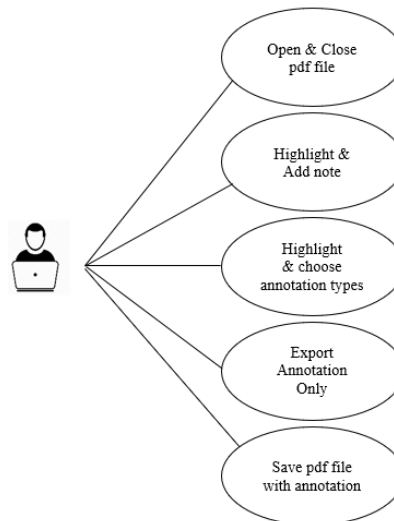 Open & Close
pdf file
Highlight &
Add note
Highlight
& choose
annotation types
Export
Annotation
Only
Save pdf file
with annotation